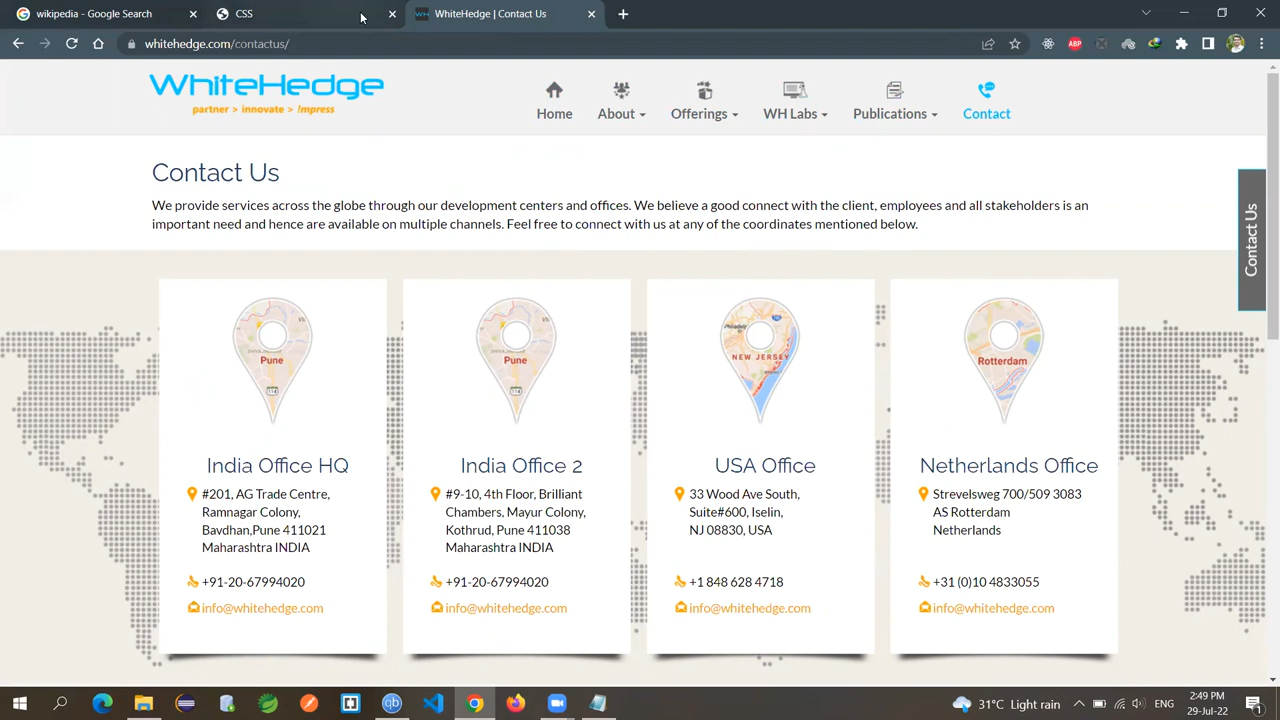 wikipedia - Google Search
CSS
WhiteHedge | Contact Us
whitehedge.com/contactus/
WhiteHedge
partner > innovate > !mpress
Home
About
Offerings
WH Labs
Publications
Contact
Contact Us
We provide services across the globe through our development centers and offices. We believe a good connect with the client, employees and all stakeholders is an
important need and hence are available on multiple channels. Feel free to connect with us at any of the coordinates mentioned below.
Contact Us
Pune
India Office HQ
#201, AG Trade Centre,
Ramnagar Colony,
Bavdhan,Pune 411021
Maharashtra INDIA
+91-20-67994020
info@whitehedge.com
Pune
India Office 2
#9-10, 4th Floor, Brilliant
Chambers, Mayur Colony,
Kothrud, Pune 411038
Maharashtra INDIA
+91-20-67994020
info@whitehedge.com
NEW JERSEY
USA Office
33 Wood Ave South,
Suite#600, Iselin,
NJ 08830, USA
+1 848 628 4718
info@whitehedge.com
Rotterdam
Netherlands Office
Strevelsweg 700/509 3083
AS Rotterdam
Netherlands
+31 (0)10 4833055
info@whitehedge.com
31°C Light rain
ENG
2:49 PM
29-Jul-22